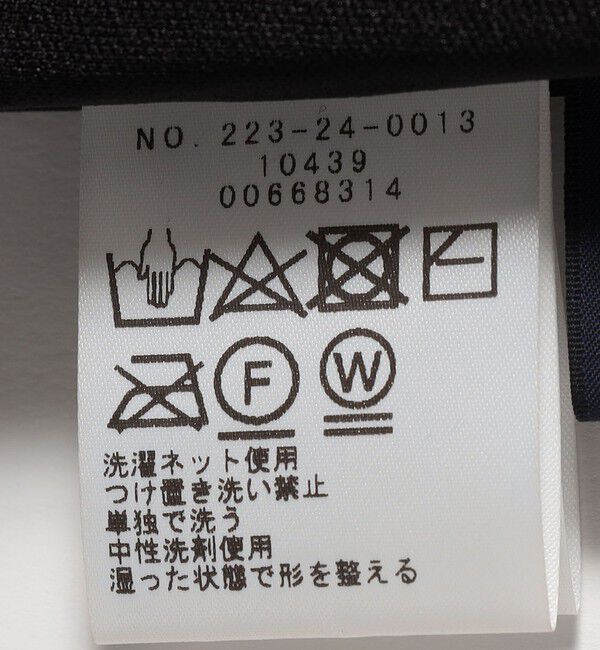 NO. 223-24-0013
10439
00668314
F W
洗濯ネット使用
つけ置き洗い禁止
単独で洗う
中性洗剤使用
湿った状態で形を整える